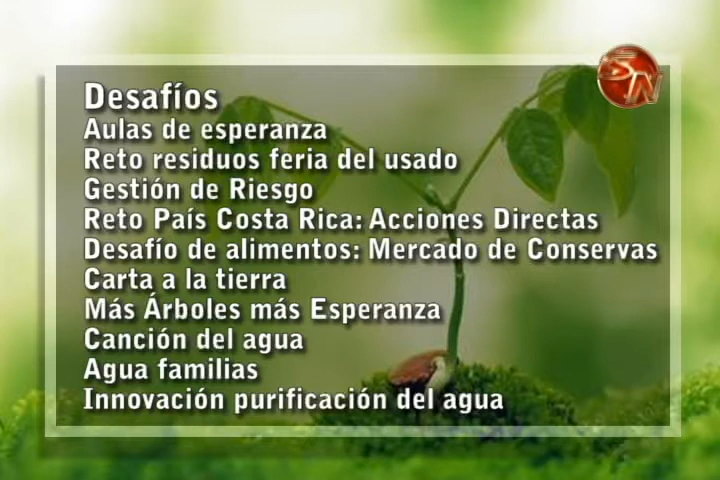 Desafíos
Aulas de esperanza
Reto residuos feria del usado
Gestión de Riesgo
Reto País Costa Rica: Acciones Directas
Desafío de alimentos: Mercado de Conservas
Carta a la tierra
Más Árboles más Esperanza
Canción del agua
Agua familias
Innovación purificación del agua
SN